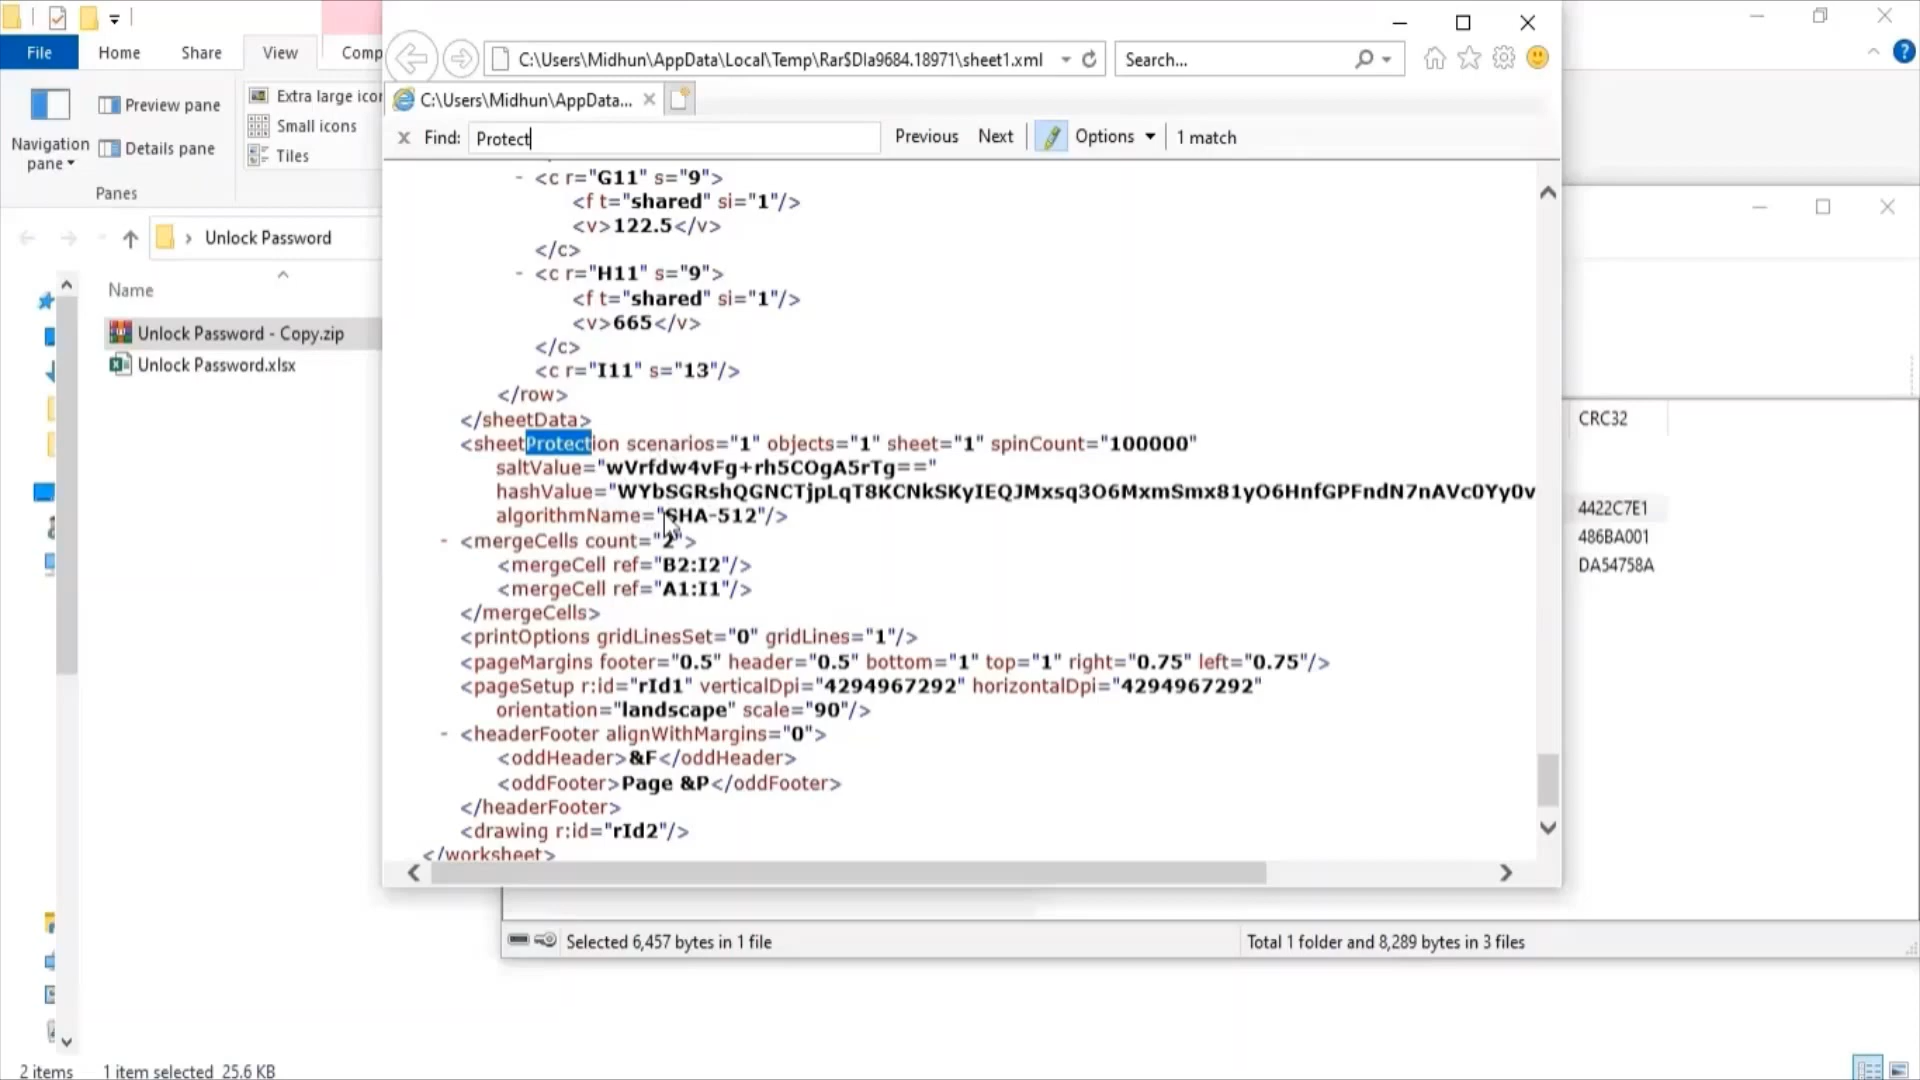 File
Home
Share
View
Comp
Navigation
pane
Preview pane
Details pane
Panes
Extra large icon
Small icons
Tiles
Unlock Password
Name
Unlock Password - Copy.zip
Unlock Password.xlsx
2 items
1 item selected 25.6 KB
C:\Users\Midhun\AppData\Local\Temp\Rar$DIa9684.18971\sheet1.xml
Search...
C:\Users\Midhun\AppData...
Find:
Protect
Previous
Next
Options
1 match
- <c r="G11" s="9">
<f t="shared" si="1"/>
<v>122.5</v>
</c>
- <c r="H11" s="9">
<f t="shared" si="1"/>
<v>665</v>
</c>
<c r="I11" s="13"/>
</row>
</sheetData>
<sheetProtection scenarios="1" objects="1" sheet="1" spinCount="100000"
saltValue="wVrfdw4vFg+rh5COgA5rTg=="
hashValue="WYbSGRshQGNCTjpLqT8KCNkSKyIEQJMxsq3O6MxmSmx81yO6HnfGPFndN7nAVc0Yy0v
algorithmName="SHA-512"/>
- <mergeCells count="2">
<mergeCell ref="B2:I2"/>
<mergeCell ref="A1:I1"/>
</mergeCells>
<printOptions gridLinesSet="0" gridLines="1"/>
<pageMargins footer="0.5" header="0.5" bottom="1" top="1" right="0.75" left="0.75"/>
<pageSetup r:id="rId1" verticalDpi="4294967292" horizontalDpi="4294967292"
orientation="landscape" scale="90"/>
- <headerFooter alignWithMargins="0">
<oddHeader>&F</oddHeader>
<oddFooter>Page &P</oddFooter>
</headerFooter>
<drawing r:id="rId2"/>
</worksheet>
CRC32
4422C7E1
486BA001
DA54758A
Selected 6,457 bytes in 1 file
Total 1 folder and 8,289 bytes in 3 files